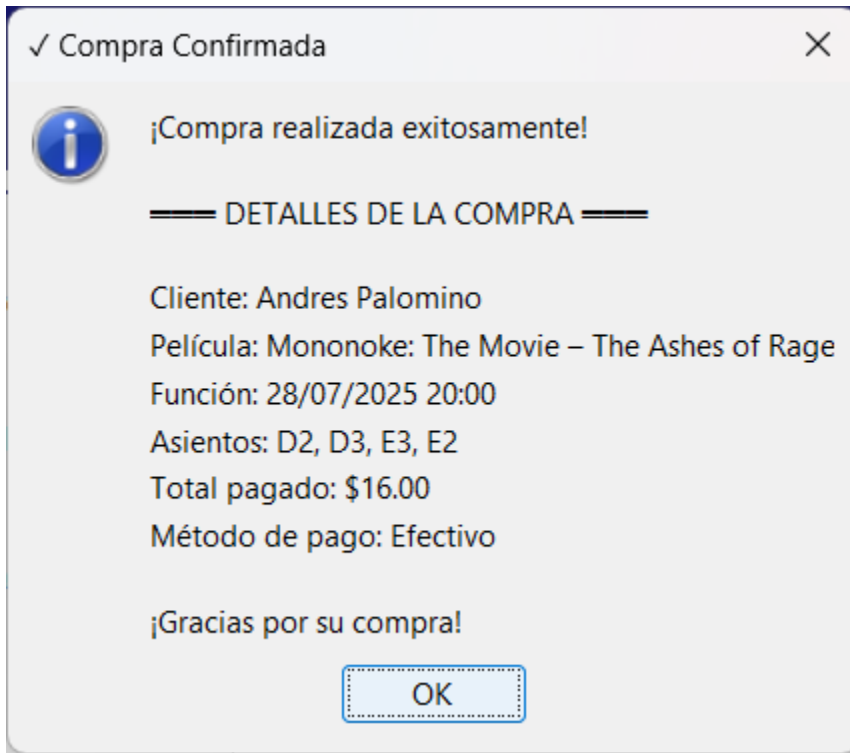 ✓ Compra Confirmada
¡Compra realizada exitosamente!
═══ DETALLES DE LA COMPRA ═══
Cliente: Andres Palomino
Película: Mononoke: The Movie – The Ashes of Rage
Función: 28/07/2025 20:00
Asientos: D2, D3, E3, E2
Total pagado: $16.00
Método de pago: Efectivo
¡Gracias por su compra!
OK